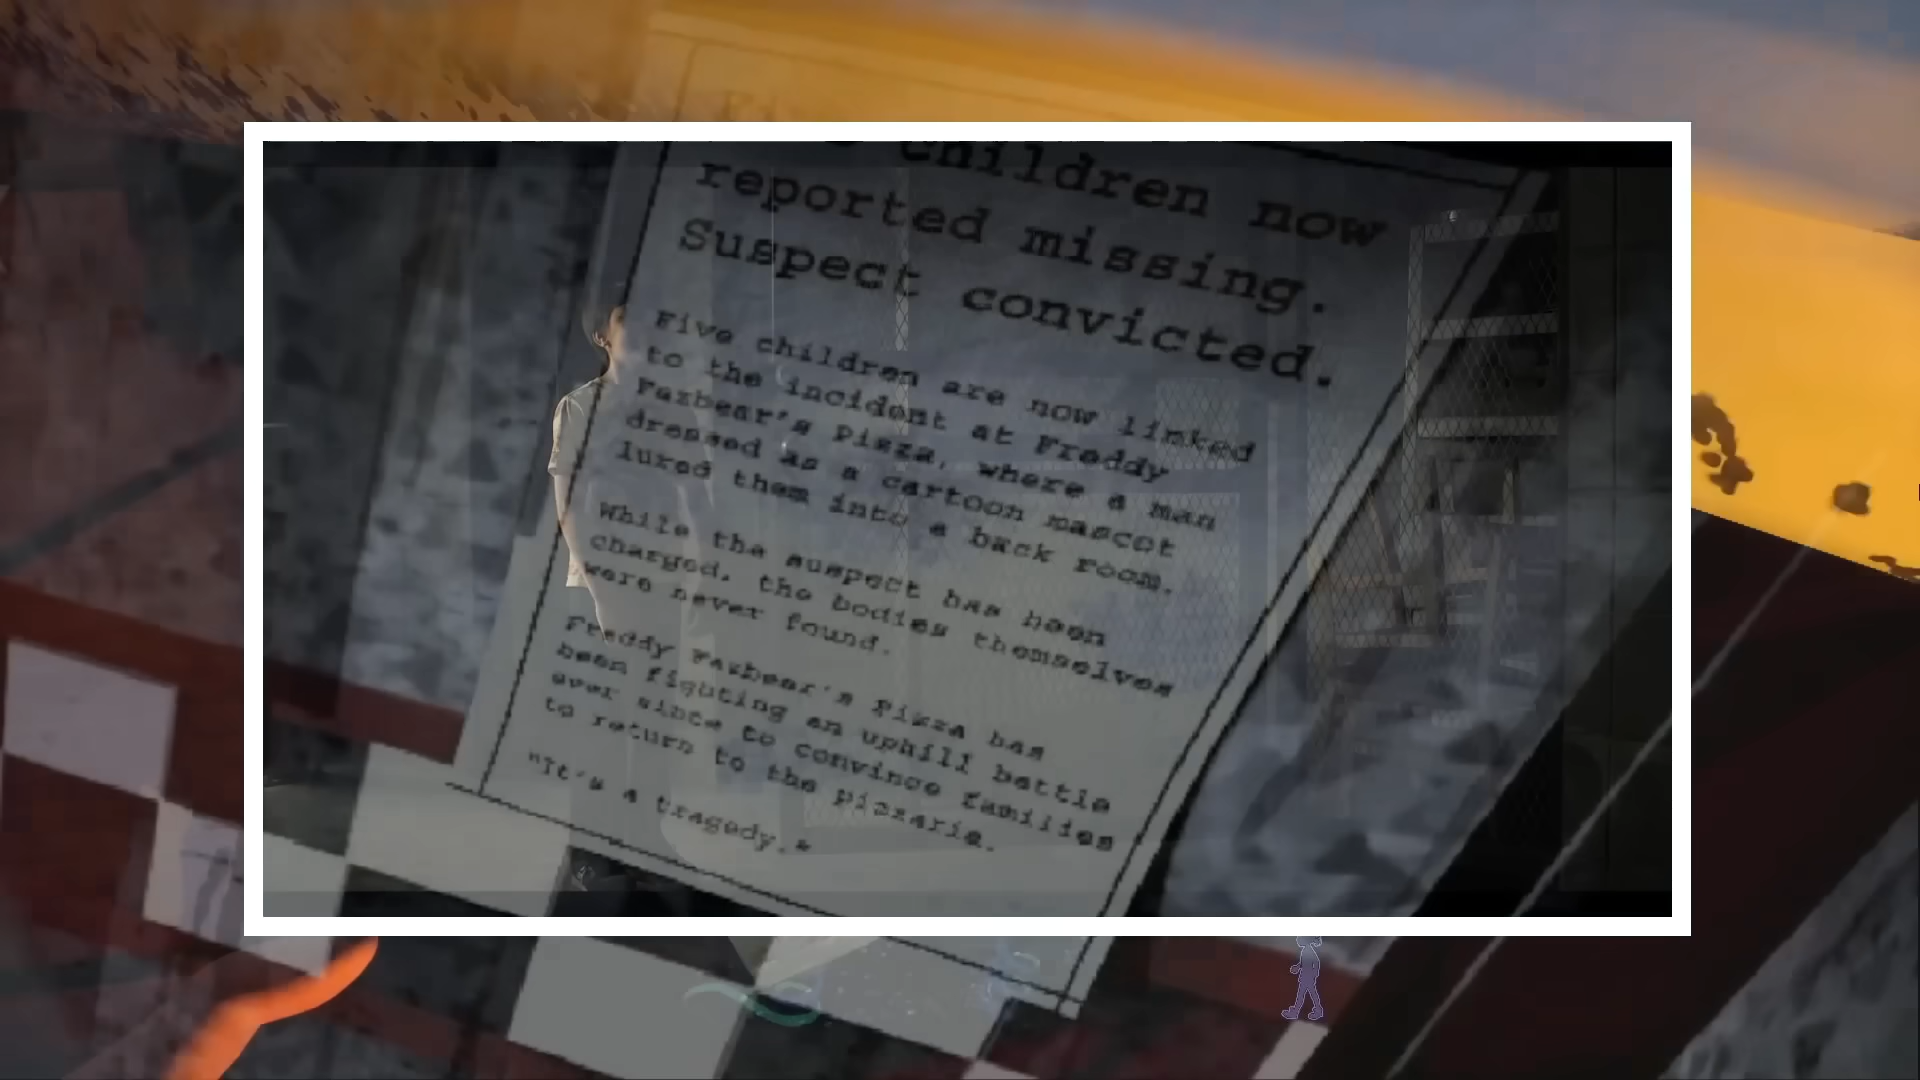 children now
reported missing.
Suspect convicted.
Five children are now linked
to the incident at Freddy
Fazbear's Pizza, where a man
dressed as a cartoon mascot
lured them into a back room.
While the suspect has been
charged, the bodies themselves
were never found.
Freddy Fazbear's Pizza has
been fighting an uphill battle
ever since to convince families
to return to the pizzaria.
"It's a tragedy."